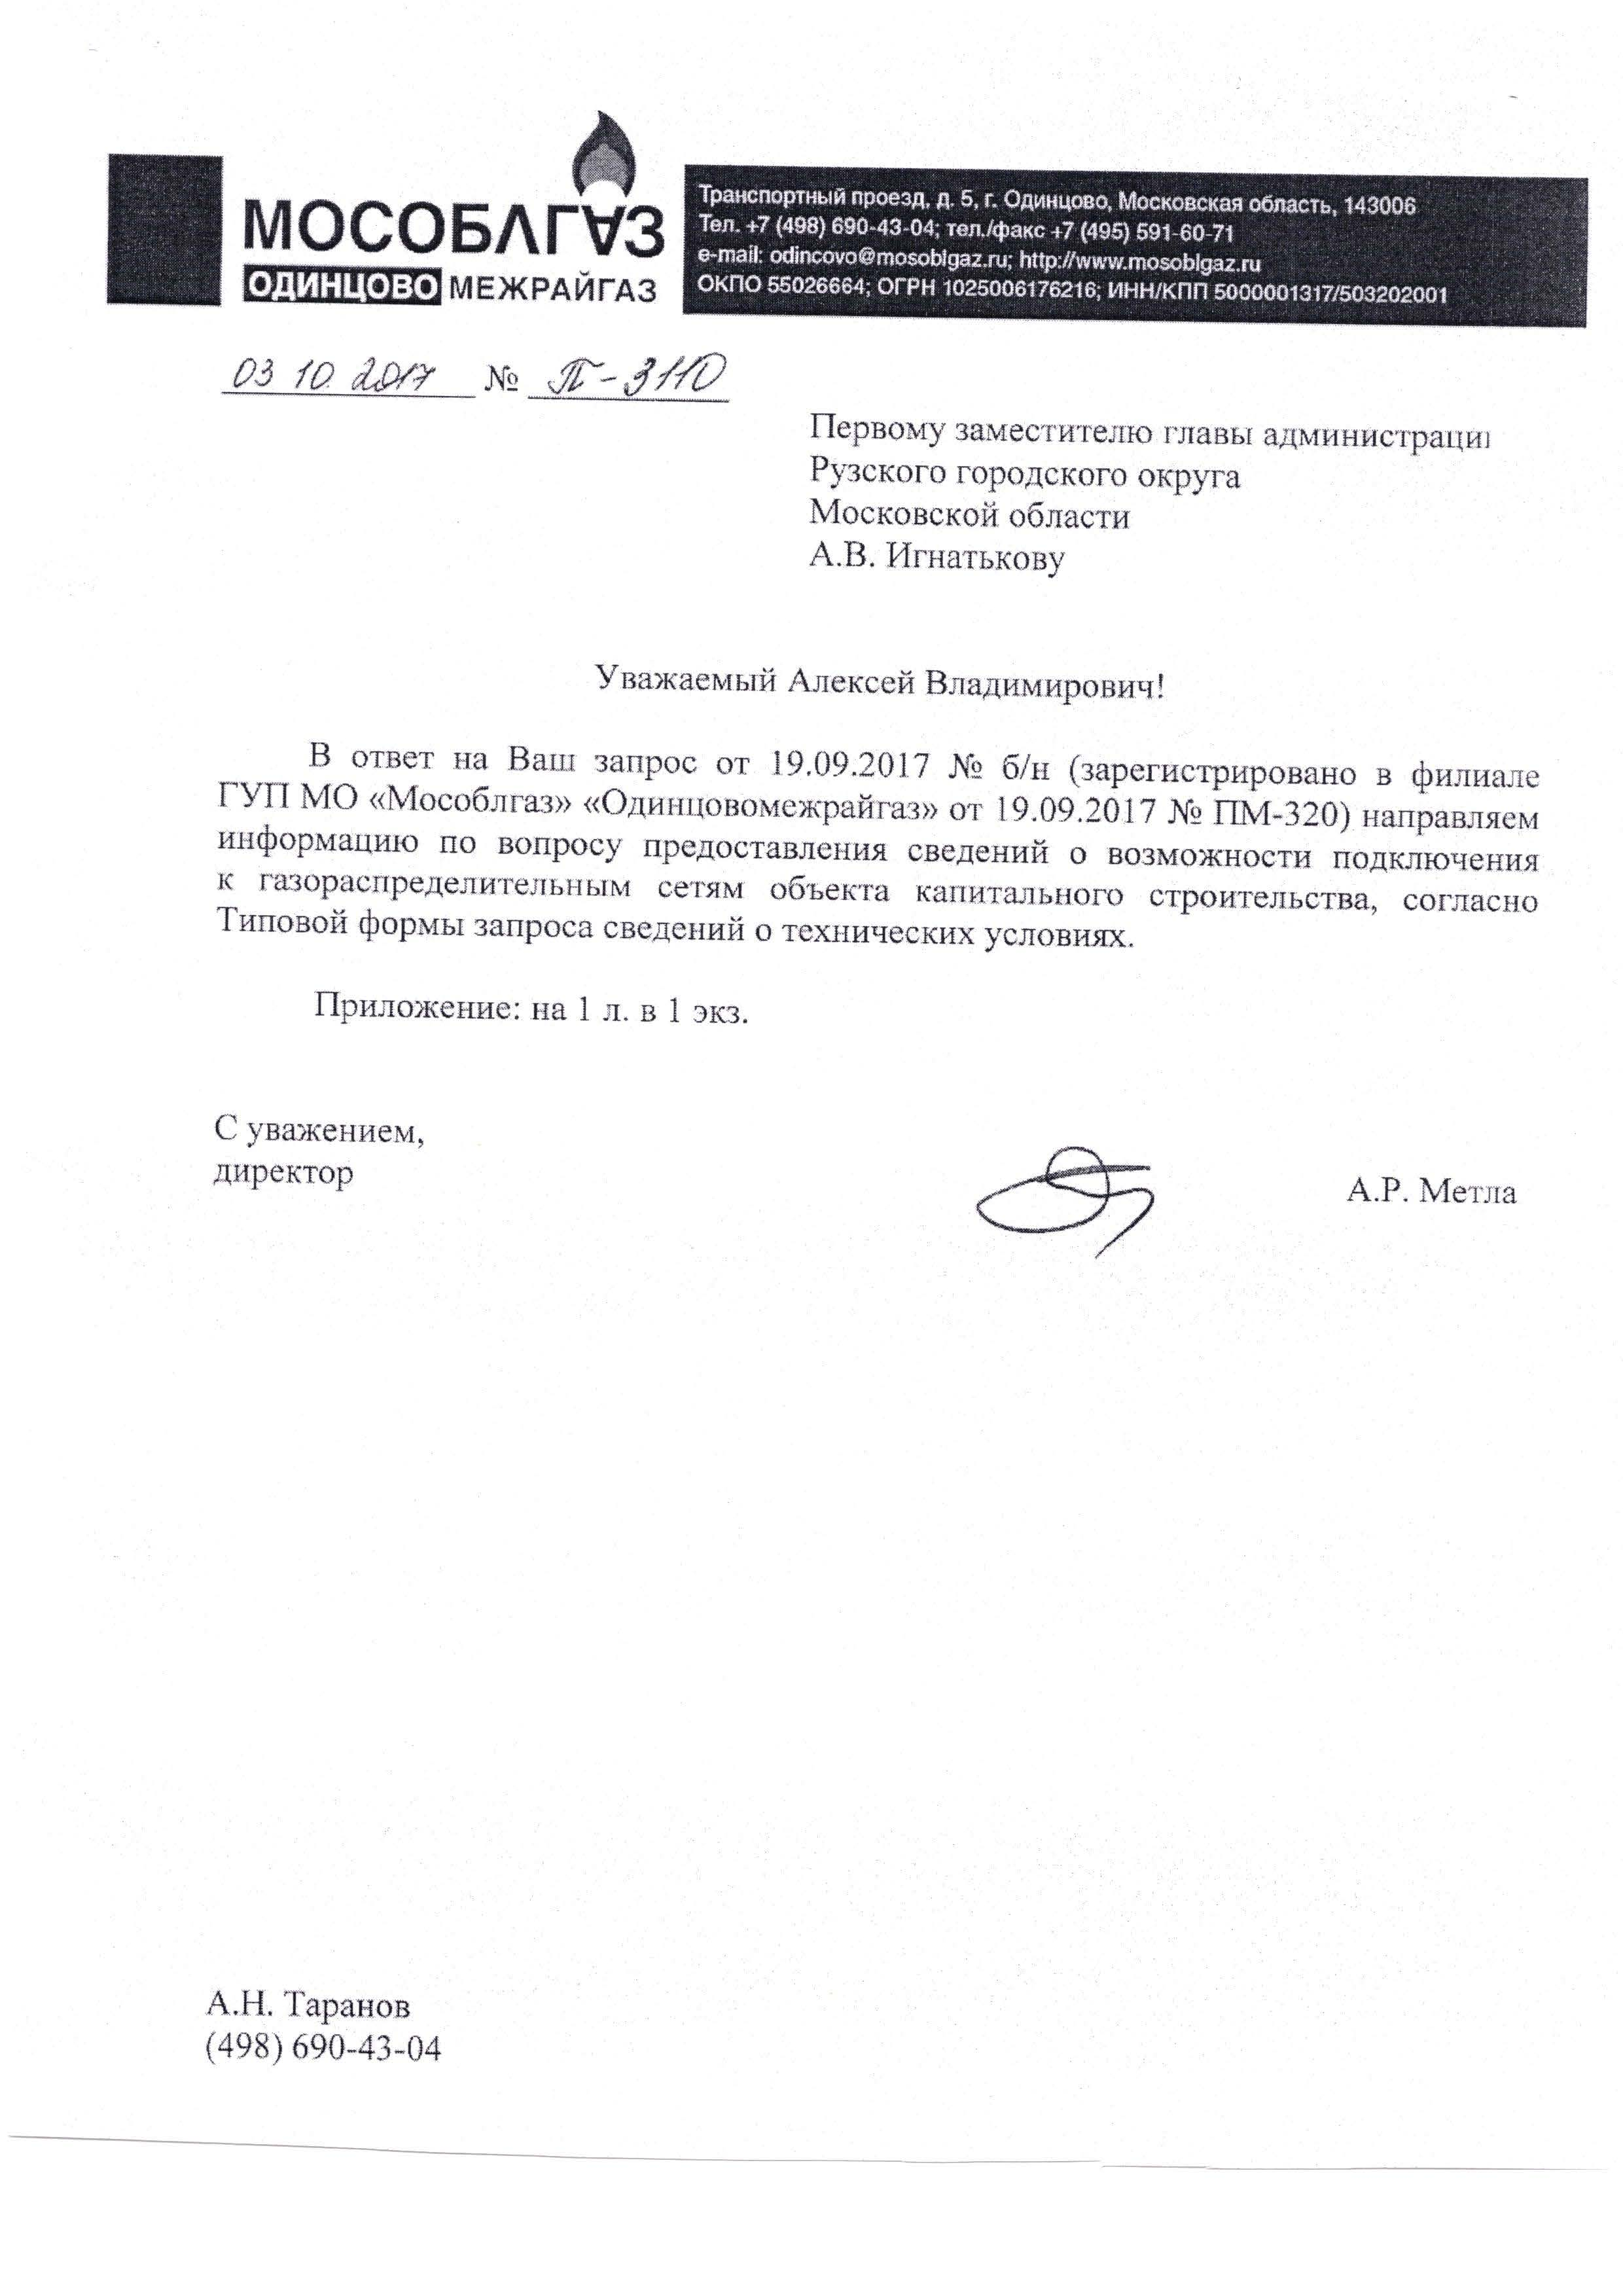 МОСОБЛГАЗ
ОДИНЦОВО МЕЖРАЙГАЗ
Транспортный проезд, д. 5, г. Одинцово, Московская область, 143006
Тел. +7 (498) 690-43-04; тел./факс +7 (495) 591-60-71
e-mail: odincovo@mosoblgaz.ru; http://www.mosoblgaz.ru
ОКПО 55026664; ОГРН 1025006176216; ИНН/КПП 5000001317/503202001
03 10 2017 № П-3110
Первому заместителю главы администраци
Рузского городского округа
Московской области
А.В. Игнатькову
Уважаемый Алексей Владимирович!
В ответ на Ваш запрос от 19.09.2017 № б/н (зарегистрировано в филиале
ГУП МО «Мособлгаз» «Одинцовомежрайгаз» от 19.09.2017 № ПМ-320) направляем
информацию по вопросу предоставления сведений о возможности подключения
к газораспределительным сетям объекта капитального строительства, согласно
Типовой формы запроса сведений о технических условиях.
Приложение: на 1 л. в 1 экз.
С уважением,
директор
А.Р. Метла
А.Н. Таранов
(498) 690-43-04